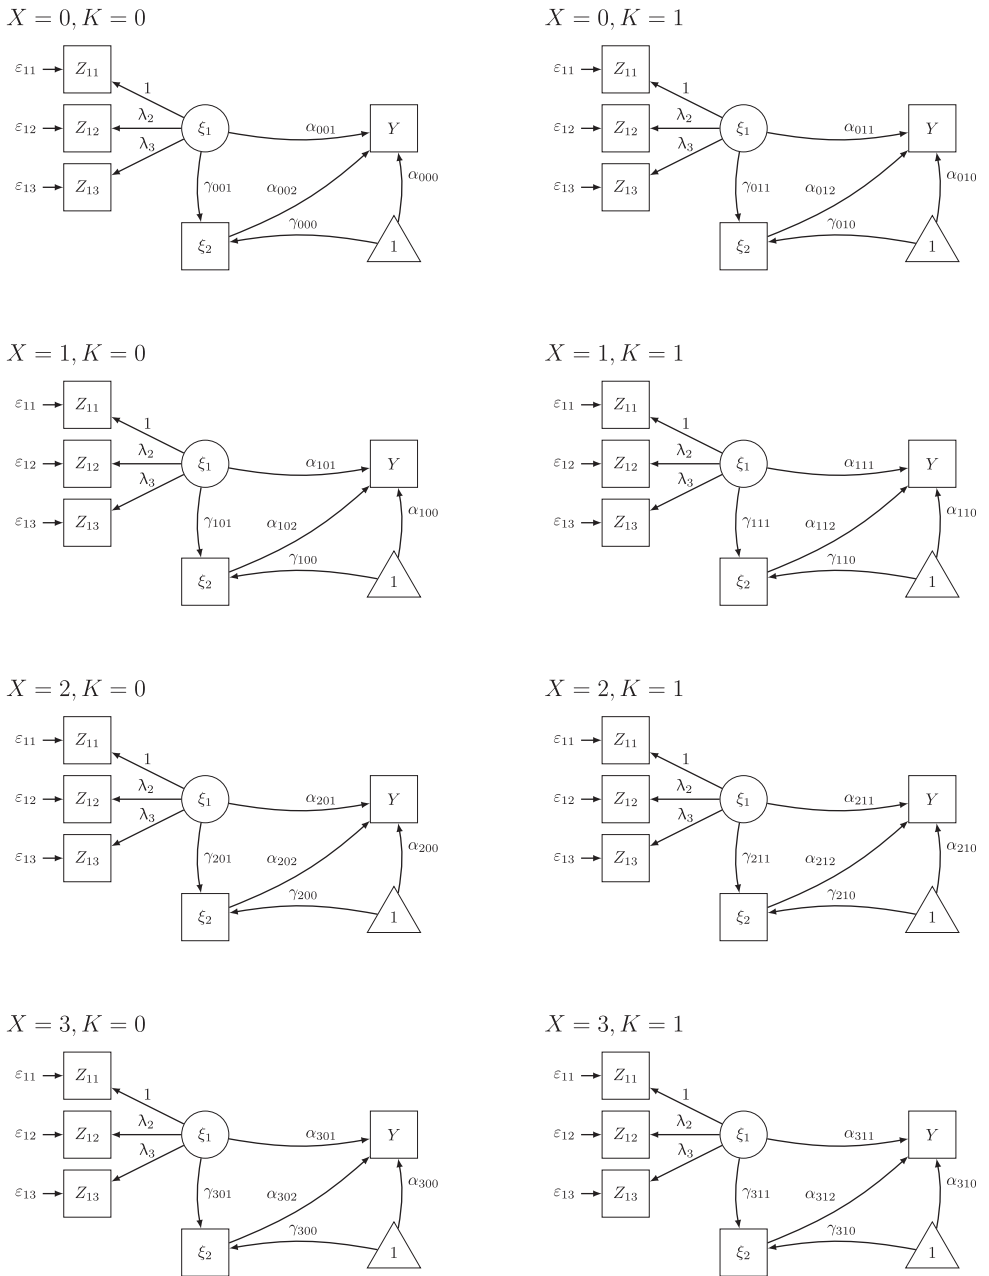 X = 0, K = 0
ε₁₁ Z₁₁
1
ε₁₂ Z₁₂ λ₂ ξ₁ α₀₀₁ Y
λ₃
ε₁₃ Z₁₃ γ₀₀₁ α₀₀₂ α₀₀₀
γ₀₀₀
ξ₂ 1
X = 0, K = 1
ε₁₁ Z₁₁
1
ε₁₂ Z₁₂ λ₂ ξ₁ α₀₁₁ Y
λ₃
ε₁₃ Z₁₃ γ₀₁₁ α₀₁₂ α₀₁₀
γ₀₁₀
ξ₂ 1
X = 1, K = 0
ε₁₁ Z₁₁
1
ε₁₂ Z₁₂ λ₂ ξ₁ α₁₀₁ Y
λ₃
ε₁₃ Z₁₃ γ₁₀₁ α₁₀₂ α₁₀₀
γ₁₀₀
ξ₂ 1
X = 1, K = 1
ε₁₁ Z₁₁
1
ε₁₂ Z₁₂ λ₂ ξ₁ α₁₁₁ Y
λ₃
ε₁₃ Z₁₃ γ₁₁₁ α₁₁₂ α₁₁₀
γ₁₁₀
ξ₂ 1
X = 2, K = 0
ε₁₁ Z₁₁
1
ε₁₂ Z₁₂ λ₂ ξ₁ α₂₀₁ Y
λ₃
ε₁₃ Z₁₃ γ₂₀₁ α₂₀₂ α₂₀₀
γ₂₀₀
ξ₂ 1
X = 2, K = 1
ε₁₁ Z₁₁
1
ε₁₂ Z₁₂ λ₂ ξ₁ α₂₁₁ Y
λ₃
ε₁₃ Z₁₃ γ₂₁₁ α₂₁₂ α₂₁₀
γ₂₁₀
ξ₂ 1
X = 3, K = 0
ε₁₁ Z₁₁
1
ε₁₂ Z₁₂ λ₂ ξ₁ α₃₀₁ Y
λ₃
ε₁₃ Z₁₃ γ₃₀₁ α₃₀₂ α₃₀₀
γ₃₀₀
ξ₂ 1
X = 3, K = 1
ε₁₁ Z₁₁
1
ε₁₂ Z₁₂ λ₂ ξ₁ α₃₁₁ Y
λ₃
ε₁₃ Z₁₃ γ₃₁₁ α₃₁₂ α₃₁₀
γ₃₁₀
ξ₂ 1